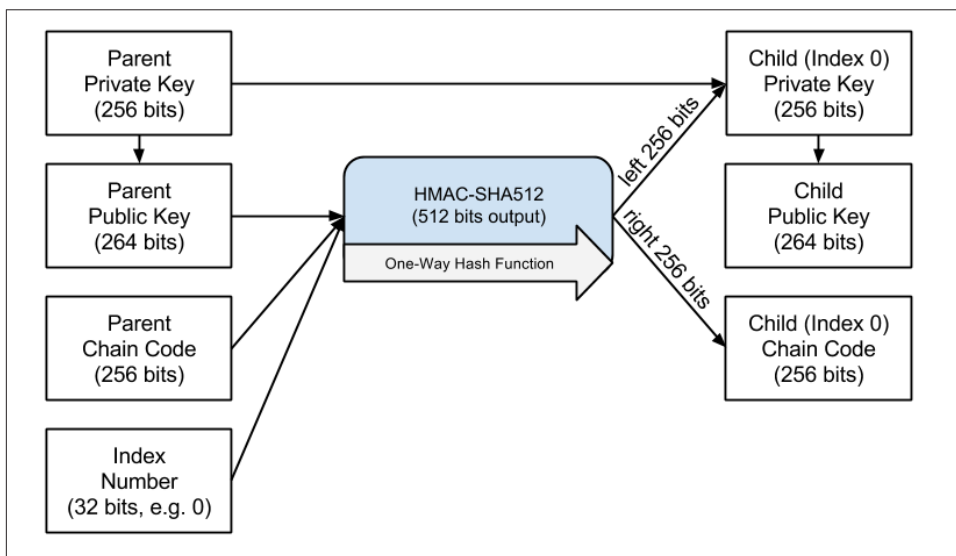 Parent
Private Key
(256 bits)
Parent
Public Key
(264 bits)
Parent
Chain Code
(256 bits)
Index
Number
(32 bits, e.g. 0)
HMAC-SHA512
(512 bits output)
One-Way Hash Function
left 256 bits
right 256 bits
Child (Index 0)
Private Key
(256 bits)
Child
Public Key
(264 bits)
Child (Index 0)
Chain Code
(256 bits)